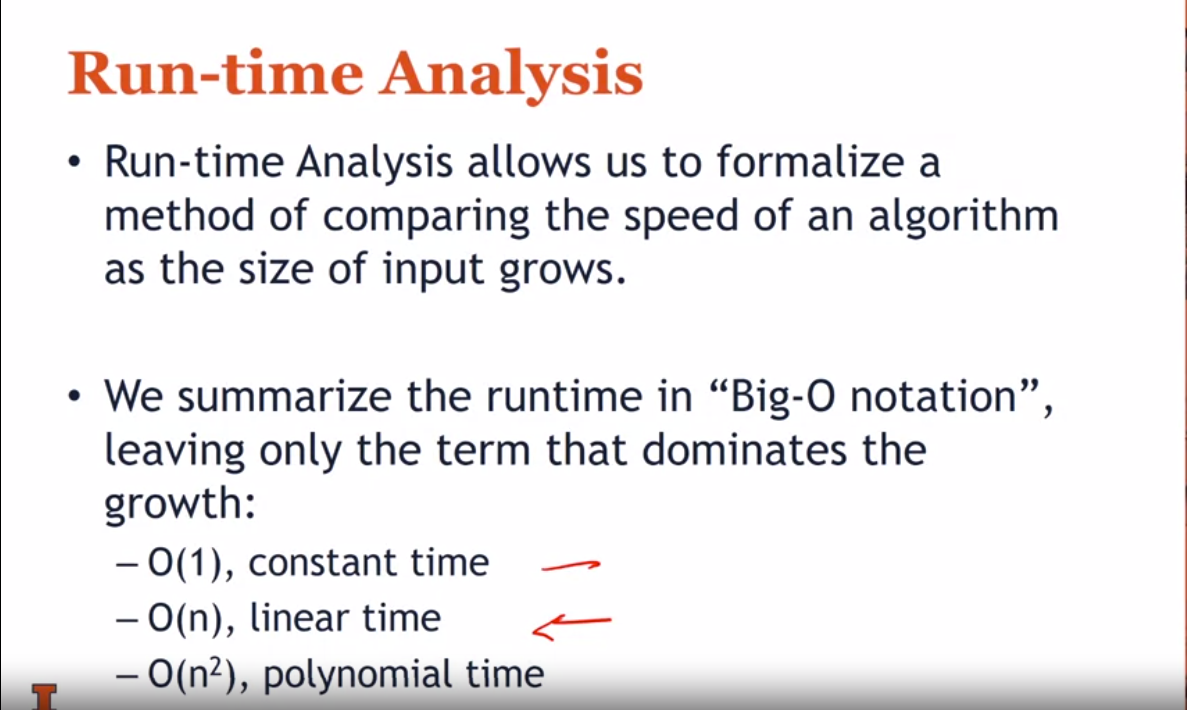 Run-time Analysis
• Run-time Analysis allows us to formalize a
method of comparing the speed of an algorithm
as the size of input grows.
• We summarize the runtime in “Big-O notation”,
leaving only the term that dominates the
growth:
– O(1), constant time
– O(n), linear time
– O(n²), polynomial time
I